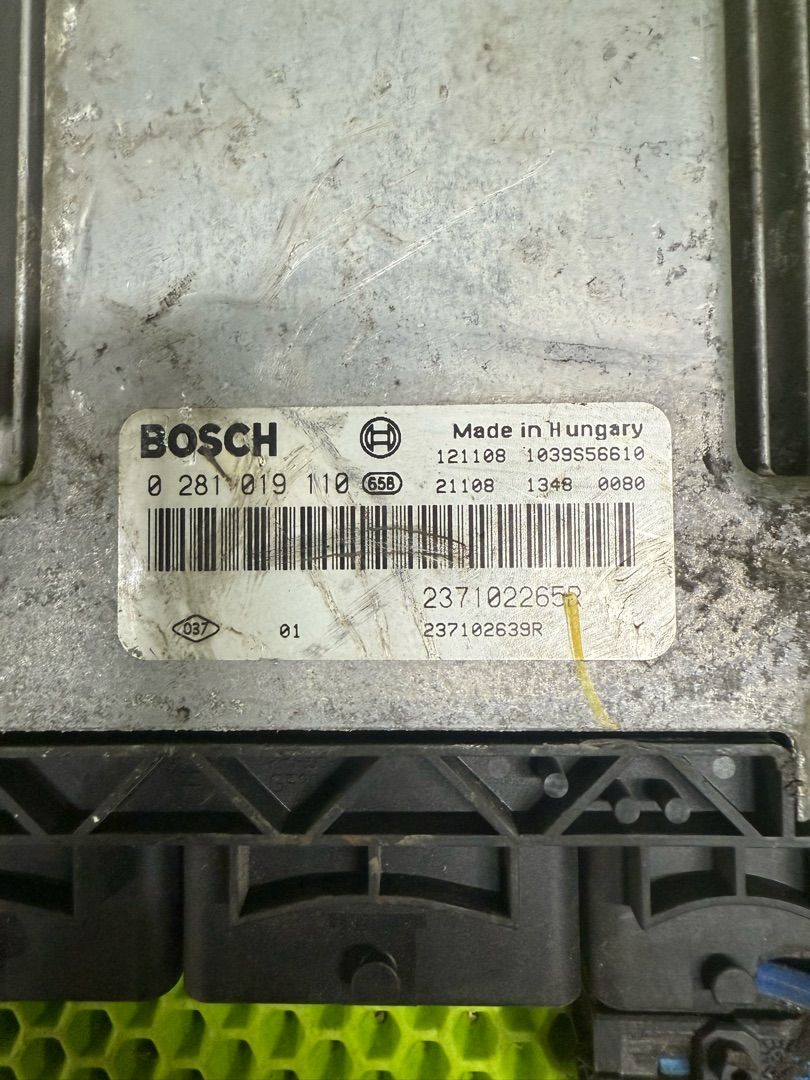 BOSCH
Made in Hungary
121108 1039S56610
0 281 019 110 658 21108 1348 0080
237102265R
037 01 237102639R